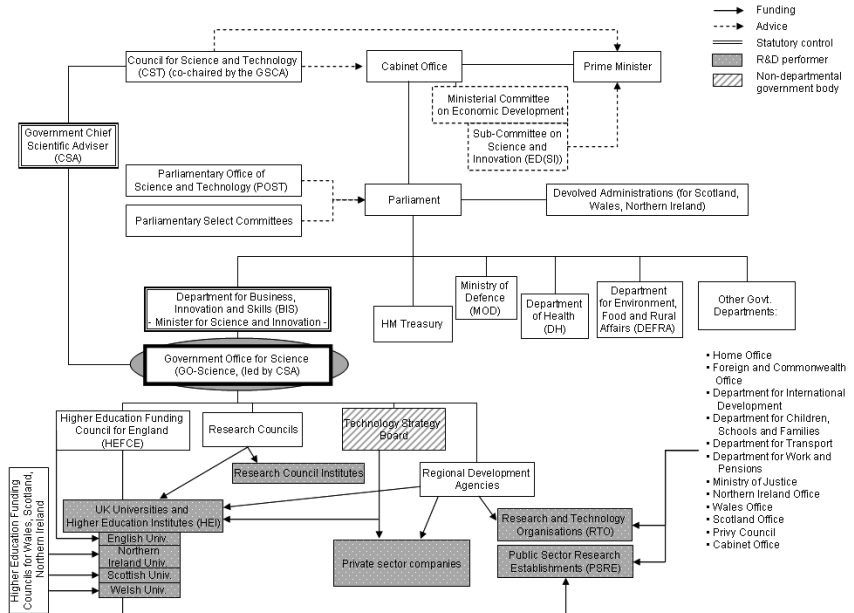 Funding
Advice
Statutory control
R&D performer
Non-departmental
government body
Council for Science and Technology
(CST) (co-chaired by the GSCA)
Cabinet Office
Prime Minister
Ministerial Committee
on Economic Development
Sub-Committee on
Science and
Innovation (ED(SI))
Government Chief
Scientific Adviser
(CSA)
Parliamentary Office of
Science and Technology (POST)
Parliamentary Select Committees
Parliament
Devolved Administrations (for Scotland,
Wales, Northern Ireland)
Department for Business,
Innovation and Skills (BIS)
- Minister for Science and Innovation -
HM Treasury
Ministry of
Defence
(MOD)
Department
of Health
(DH)
Department
for Environment,
Food and Rural
Affairs (DEFRA)
Other Govt.
Departments:
Government Office for Science
(GO-Science, (led by CSA)
▪ Home Office
▪ Foreign and Commonwealth
Office
▪ Department for International
Development
▪ Department for Children,
Schools and Families
▪ Department for Transport
▪ Department for Work and
Pensions
▪ Ministry of Justice
▪ Northern Ireland Office
▪ Wales Office
▪ Scotland Office
▪ Privy Council
▪ Cabinet Office
Higher Education Funding
Council for England
(HEFCE)
Research Councils
Technology Strategy
Board
Research Council Institutes
Regional Development
Agencies
Higher Education Funding
Councils for Wales, Scotland,
Northern Ireland
UK Universities and
Higher Education Institutes (HEI)
English Univ.
Northern
Ireland Univ.
Scottish Univ.
Welsh Univ.
Private sector companies
Research and Technology
Organisations (RTO)
Public Sector Research
Establishments (PSRE)